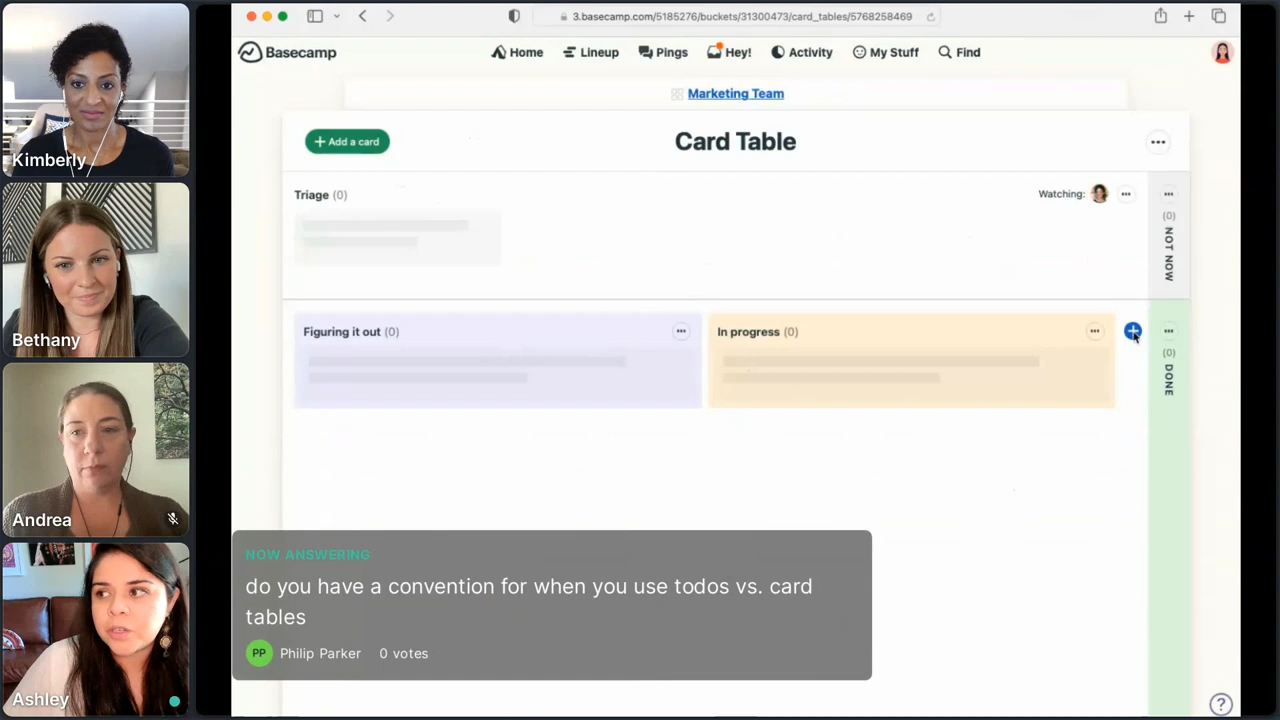 3.basecamp.com/5185276/buckets/31300473/card_tables/5768258469
Basecamp
Home
Lineup
Pings
Hey!
Activity
My Stuff
Find
Marketing Team
+ Add a card
Card Table
Triage (0)
Watching:
(0) NOT NOW
Figuring it out (0)
In progress (0)
(0) DONE
Kimberly
Bethany
Andrea
Ashley
NOW ANSWERING
do you have a convention for when you use todos vs. card
tables
PP
Philip Parker
0 votes
?